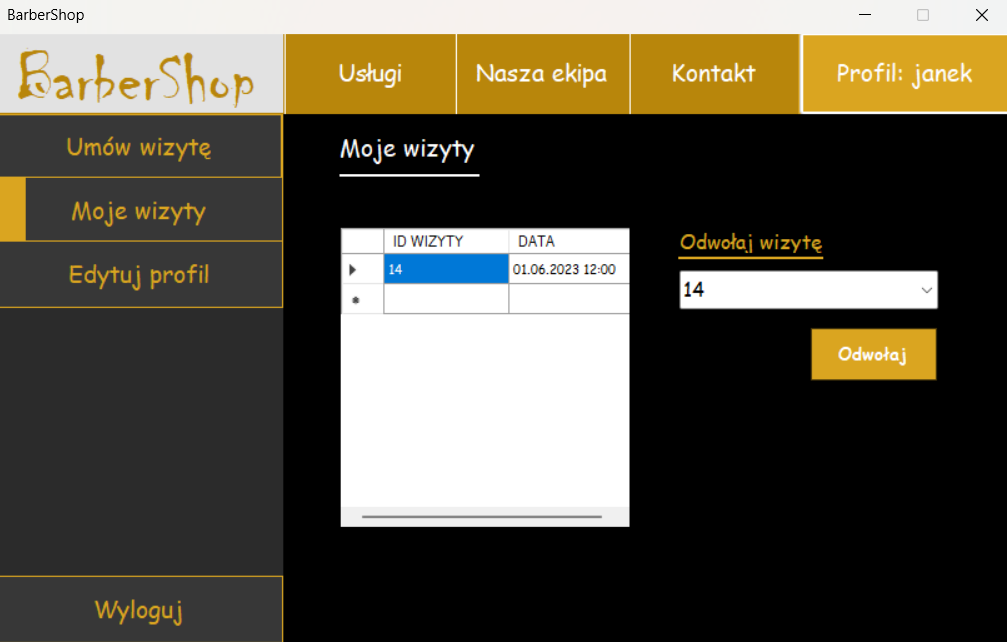 BarberShop
BarberShop
Usługi
Nasza ekipa
Kontakt
Profil: janek
Umów wizytę
Moje wizyty
Edytuj profil
Wyloguj
Moje wizyty
ID WIZYTY DATA
14 01.06.2023 12:00
Odwołaj wizytę
14
Odwołaj